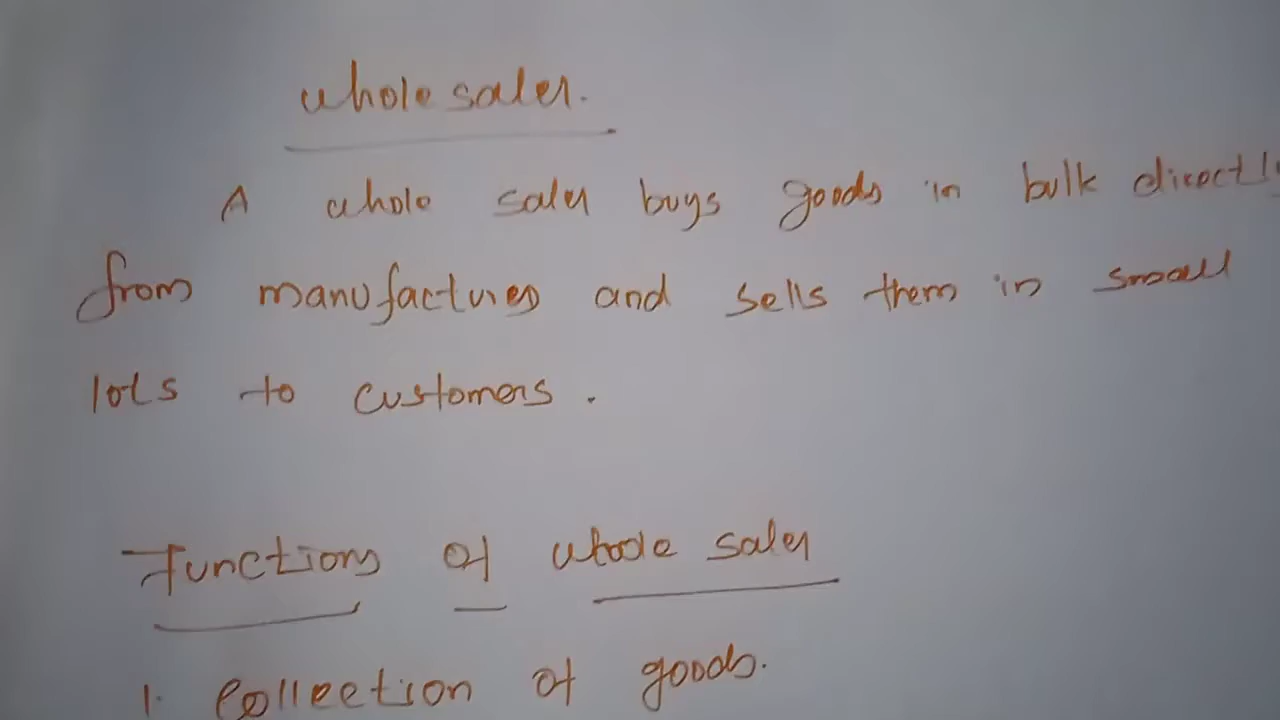 whole saler.
A whole saler buys goods in bulk directly
from manufactures and sells them in small
lots to customers.
Functions of whole saler
1. Collection of goods.